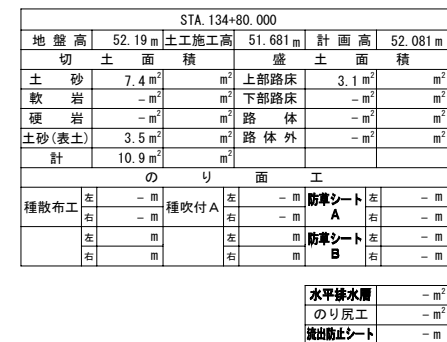 STA.134+80.000
地盤高 52.19 m 土工施工高 51.681 m 計画高 52.081 m
切土面積 盛土面積
土砂 7.4 m² m² 上部路床 3.1 m² m²
軟岩 − m² m² 下部路床 − m² m²
硬岩 − m² m² 路体 − m² m²
土砂(表土) 3.5 m² m² 路体外 − m² m²
計 10.9 m² m²
のり面工
種散布工 左 − m 種吹付A 左 − m 防草シートA 左 − m
右 − m 右 − m 右 − m
左 m 左 m 防草シートB 左 − m
右 m 右 m 右 − m
水平排水層 − m²
のり尻工 − m²
流出防止シート − m